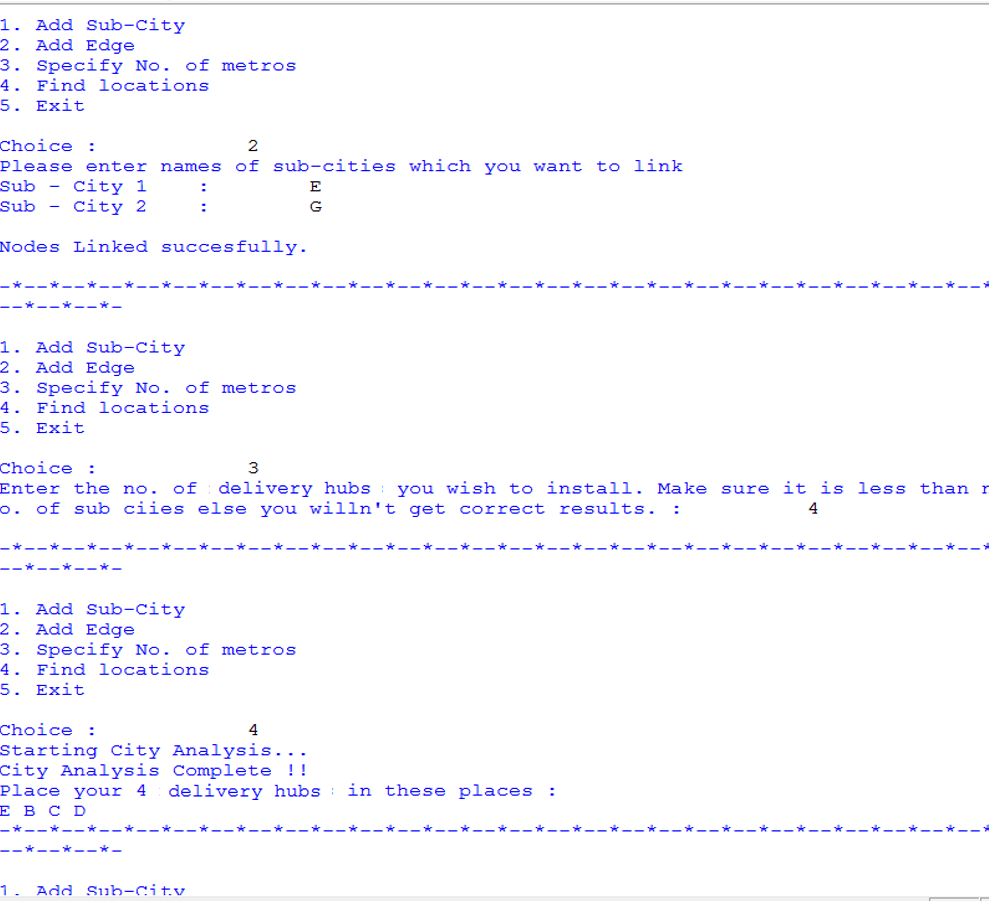 1. Add Sub-City
2. Add Edge
3. Specify No. of metros
4. Find locations
5. Exit
Choice : 2
Please enter names of sub-cities which you want to link
Sub - City 1 : E
Sub - City 2 : G
Nodes Linked succesfully.
-*--*--*--*--*--*--*--*--*--*--*--*--*--*--*--*--*--*--*--*--*--*--*--*--*--*--*
--*--*--*-
1. Add Sub-City
2. Add Edge
3. Specify No. of metros
4. Find locations
5. Exit
Choice : 3
Enter the no. of delivery hubs you wish to install. Make sure it is less than n
o. of sub ciies else you willn't get correct results. : 4
-*--*--*--*--*--*--*--*--*--*--*--*--*--*--*--*--*--*--*--*--*--*--*--*--*--*--*
--*--*--*-
1. Add Sub-City
2. Add Edge
3. Specify No. of metros
4. Find locations
5. Exit
Choice : 4
Starting City Analysis...
City Analysis Complete !!
Place your 4 delivery hubs in these places :
E B C D
-*--*--*--*--*--*--*--*--*--*--*--*--*--*--*--*--*--*--*--*--*--*--*--*--*--*--*
--*--*--*-
1. Add Sub-City